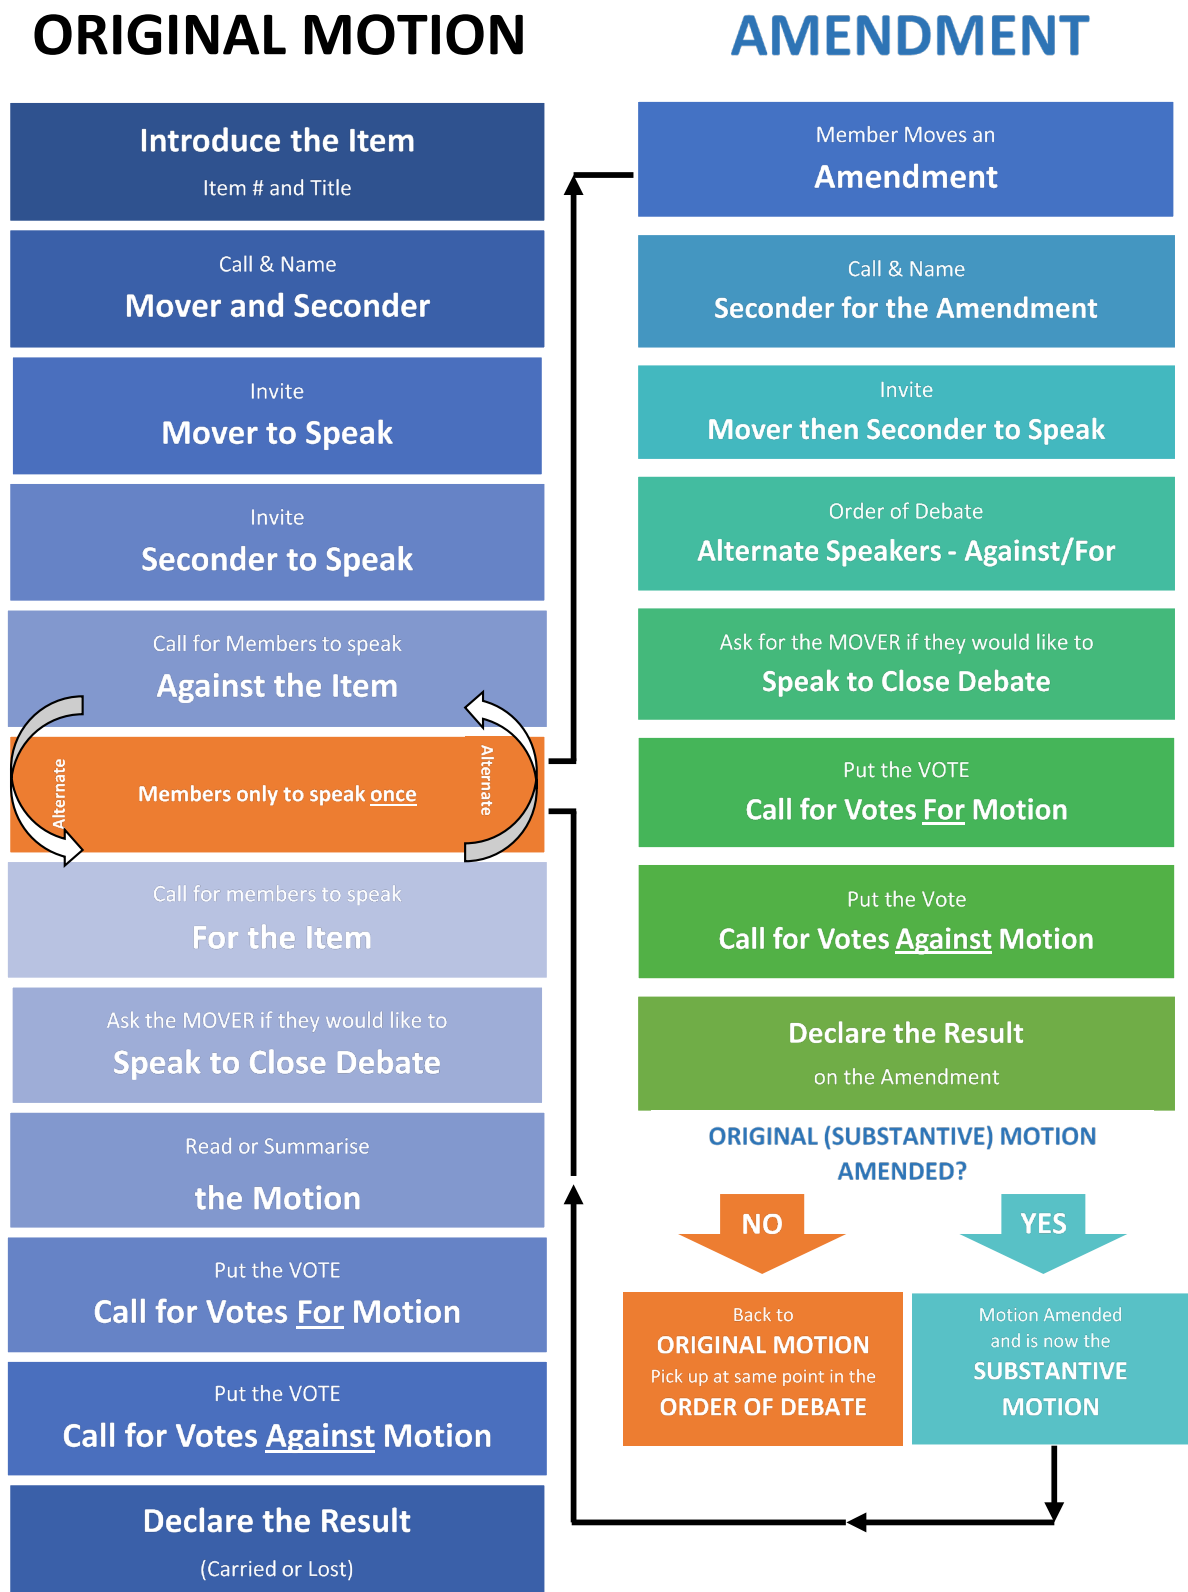 ORIGINAL MOTION
Introduce the Item
Item # and Title
Call & Name
Mover and Seconder
Invite
Mover to Speak
Invite
Seconder to Speak
Call for Members to speak
Against the Item
Alternate
Members only to speak once
Alternate
Call for members to speak
For the Item
Ask the MOVER if they would like to
Speak to Close Debate
Read or Summarise
the Motion
Put the VOTE
Call for Votes For Motion
Put the VOTE
Call for Votes Against Motion
Declare the Result
(Carried or Lost)
AMENDMENT
Member Moves an
Amendment
Call & Name
Seconder for the Amendment
Invite
Mover then Seconder to Speak
Order of Debate
Alternate Speakers - Against/For
Ask for the MOVER if they would like to
Speak to Close Debate
Put the VOTE
Call for Votes For Motion
Put the Vote
Call for Votes Against Motion
Declare the Result
on the Amendment
ORIGINAL (SUBSTANTIVE) MOTION
AMENDED?
NO
Back to
ORIGINAL MOTION
Pick up at same point in the
ORDER OF DEBATE
YES
Motion Amended
and is now the
SUBSTANTIVE
MOTION